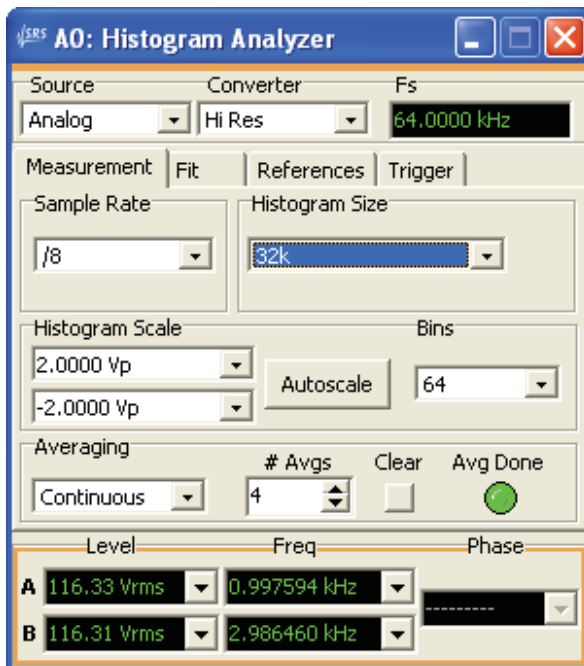 SRS A0: Histogram Analyzer
Source Converter Fs
Analog Hi Res 64.0000 kHz
Measurement Fit References Trigger
Sample Rate Histogram Size
/8 32k
Histogram Scale Bins
2.0000 Vp
Autoscale 64
-2.0000 Vp
Averaging # Avgs Clear Avg Done
Continuous 4
Level Freq Phase
A 116.33 Vrms 0.997594 kHz ---------
B 116.31 Vrms 2.986460 kHz